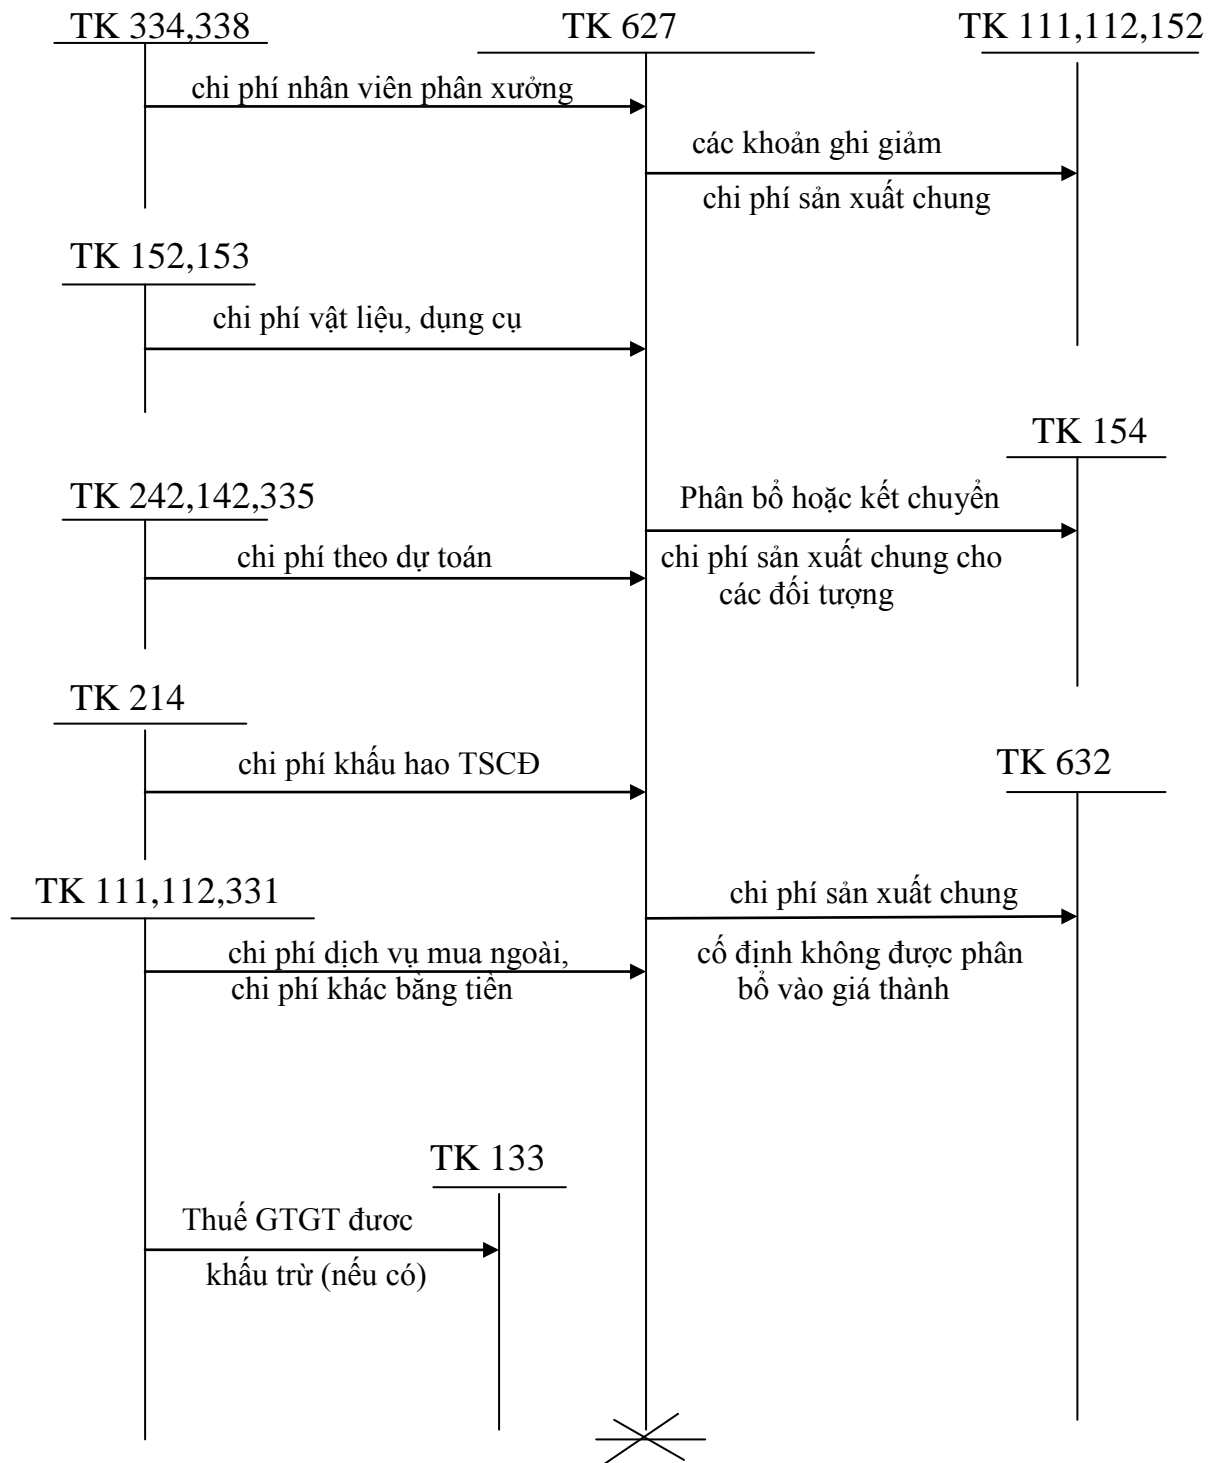 TK 334,338
TK 627
TK 111,112,152
chi phí nhân viên phân xưởng
các khoản ghi giảm
chi phí sản xuất chung
TK 152,153
chi phí vật liệu, dụng cụ
TK 154
TK 242,142,335
Phân bổ hoặc kết chuyển
chi phí theo dự toán
chi phí sản xuất chung cho
các đối tượng
TK 214
chi phí khấu hao TSCĐ
TK 632
TK 111,112,331
chi phí sản xuất chung
chi phí dịch vụ mua ngoài,
cố định không được phân
chi phí khác bằng tiền
bổ vào giá thành
TK 133
Thuế GTGT đươc
khấu trừ (nếu có)